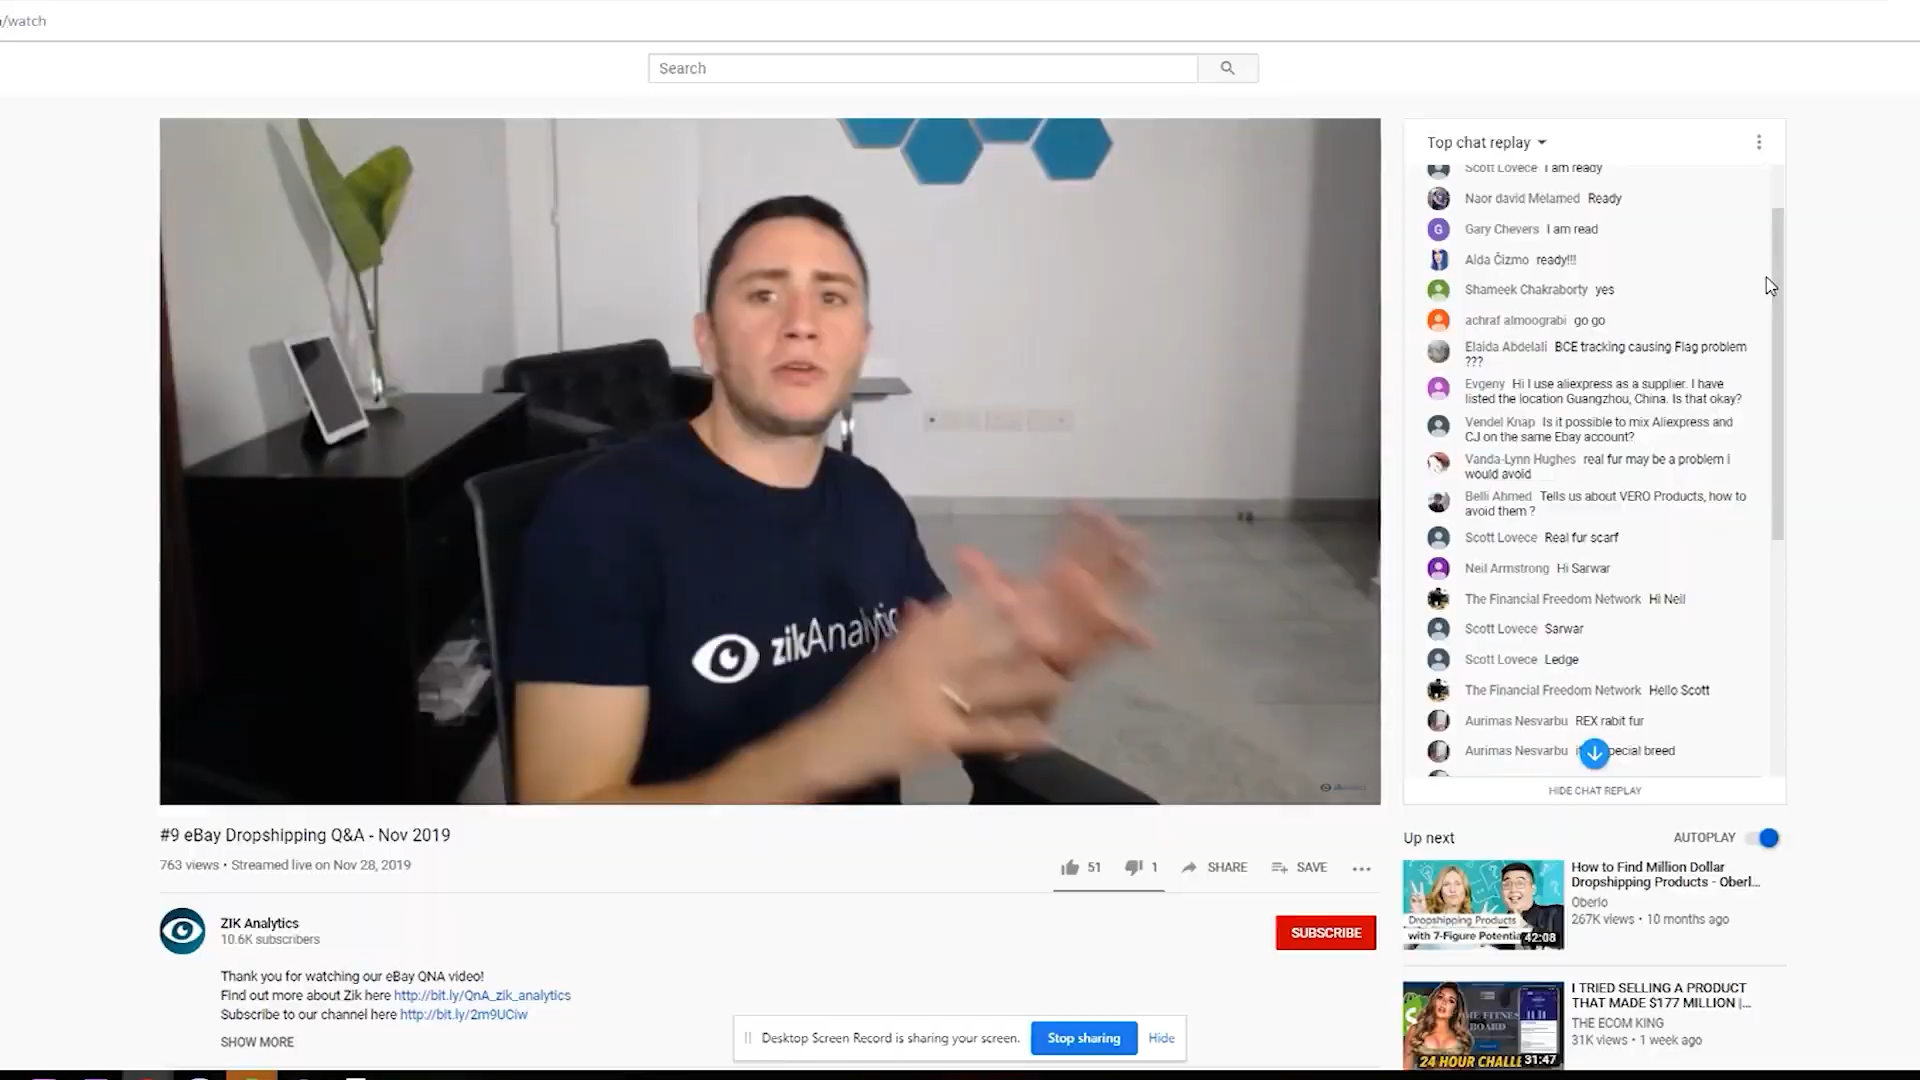 /watch
Search
zikAnalytic
Top chat replay
Scott Lovece I am ready
Naor david Melamed Ready
G Gary Chevers I am read
Aida Čizmo ready!!!
Shameek Chakraborty yes
achraf almoograbi go go
Elaida Abdelali BCE tracking causing Flag problem
???
Evgeny Hi I use aliexpress as a supplier. I have
listed the location Guangzhou, China. Is that okay?
Vendel Knap Is it possible to mix Aliexpress and
CJ on the same Ebay account?
Vanda-Lynn Hughes real fur may be a problem i
would avoid
Belli Ahmed Tells us about VERO Products, how to
avoid them ?
Scott Lovece Real fur scarf
Neil Armstrong Hi Sarwar
The Financial Freedom Network Hi Neil
Scott Lovece Sarwar
Scott Lovece Ledge
The Financial Freedom Network Hello Scott
Aurimas Nesvarbu REX rabit fur
Aurimas Nesvarbu pecial breed
HIDE CHAT REPLAY
#9 eBay Dropshipping Q&A - Nov 2019
763 views • Streamed live on Nov 28, 2019
51 1 SHARE SAVE
ZIK Analytics
10.6K subscribers
SUBSCRIBE
Thank you for watching our eBay QNA video!
Find out more about Zik here http://bit.ly/QnA_zik_analytics
Subscribe to our channel here http://bit.ly/2m9UCiw
SHOW MORE
Up next AUTOPLAY
Dropshipping Products
with 7-Figure Potentia
42:08
How to Find Million Dollar
Dropshipping Products - Oberl...
Oberlo
267K views • 10 months ago
24 HOUR CHALLE
31:47
I TRIED SELLING A PRODUCT
THAT MADE $177 MILLION |...
THE ECOM KING
31K views • 1 week ago
Desktop Screen Record is sharing your screen. Stop sharing Hide